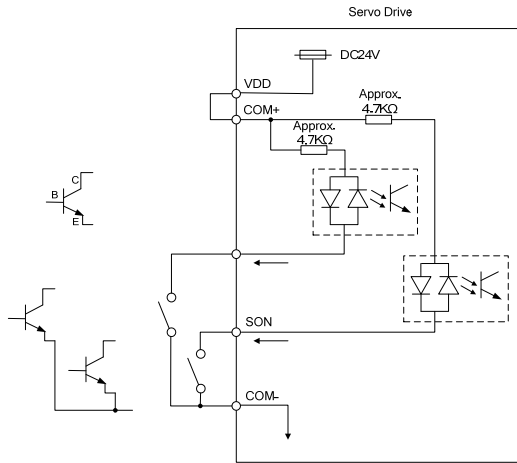 Servo Drive
DC24V
VDD
Approx.
4.7KΩ
COM+
Approx.
4.7KΩ
C
B
E
SON
COM-